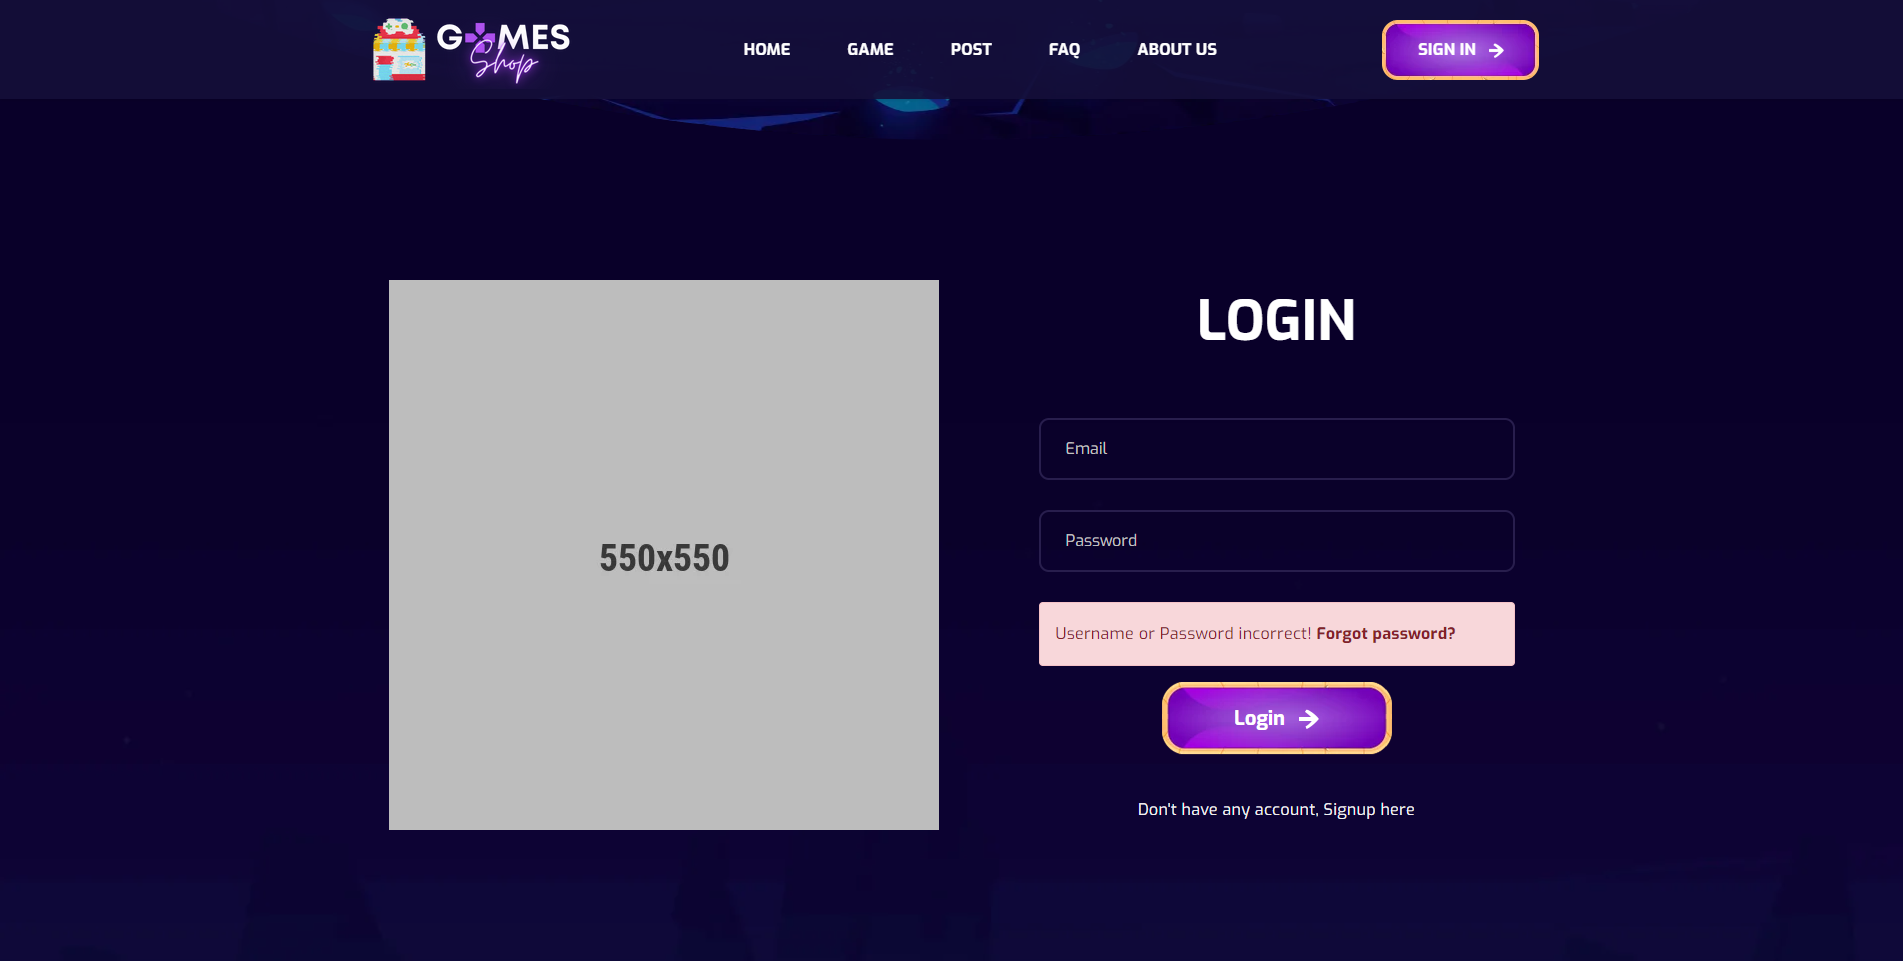 GAMES
Shop
HOME
GAME
POST
FAQ
ABOUT US
SIGN IN
550x550
LOGIN
Email
Password
Username or Password incorrect! Forgot password?
Login
Don't have any account, Signup here